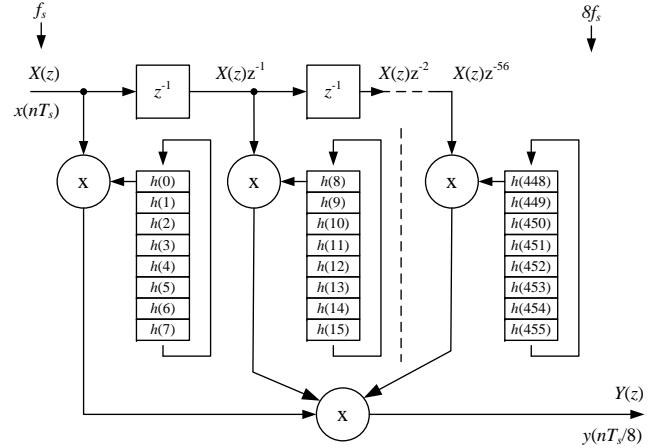 fs
8fs
X(z)
z-1
X(z)z-1
z-1
X(z)z-2
X(z)z-56
x(nTs)
x
h(0)
h(1)
h(2)
h(3)
h(4)
h(5)
h(6)
h(7)
x
h(8)
h(9)
h(10)
h(11)
h(12)
h(13)
h(14)
h(15)
x
h(448)
h(449)
h(450)
h(451)
h(452)
h(453)
h(454)
h(455)
x
Y(z)
y(nTs/8)